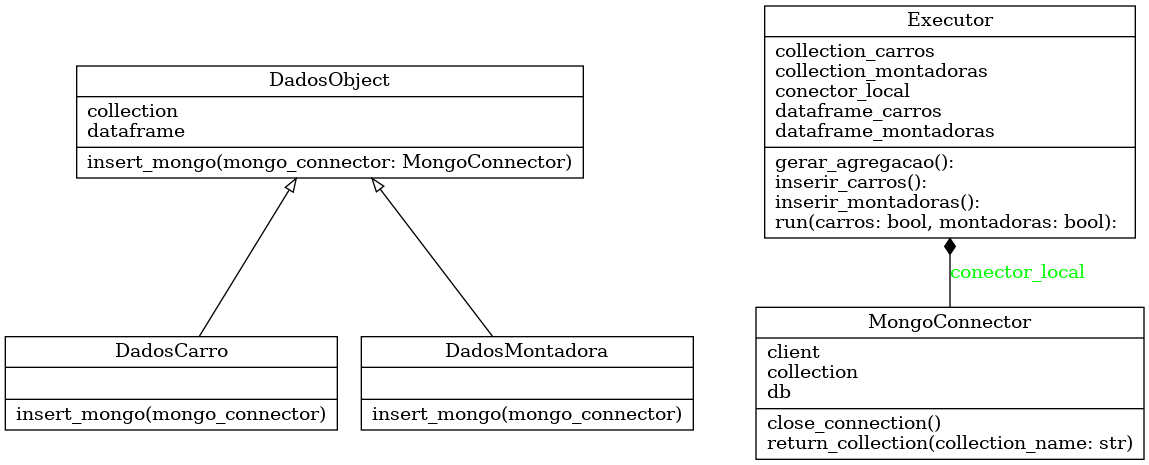 DadosObject
collection
dataframe
insert_mongo(mongo_connector: MongoConnector)
Executor
collection_carros
collection_montadoras
conector_local
dataframe_carros
dataframe_montadoras
gerar_agregacao():
inserir_carros():
inserir_montadoras():
run(carros: bool, montadoras: bool):
conector_local
DadosCarro
insert_mongo(mongo_connector)
DadosMontadora
insert_mongo(mongo_connector)
MongoConnector
client
collection
db
close_connection()
return_collection(collection_name: str)